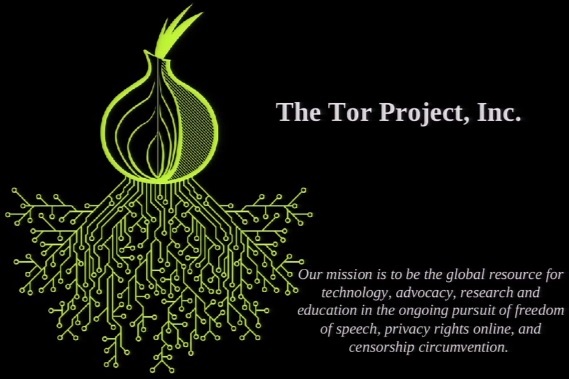 The Tor Project, Inc.
Our mission is to be the global resource for
technology, advocacy, research and
education in the ongoing pursuit of freedom
of speech, privacy rights online, and
censorship circumvention.